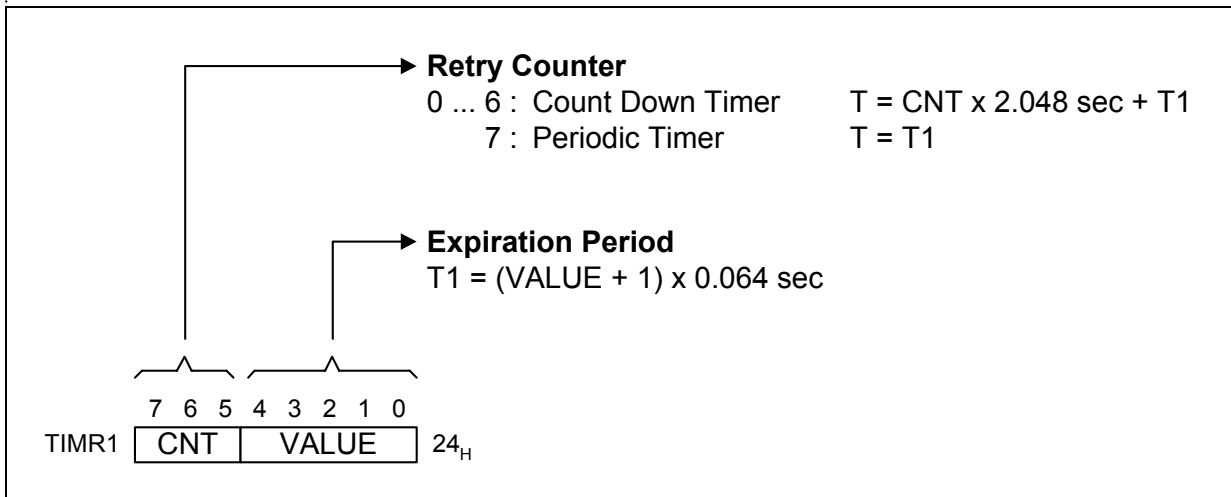 Retry Counter
0 ... 6 : Count Down Timer T = CNT x 2.048 sec + T1
7 : Periodic Timer T = T1
Expiration Period
T1 = (VALUE + 1) x 0.064 sec
7 6 5 4 3 2 1 0
TIMR1 CNT VALUE 24H